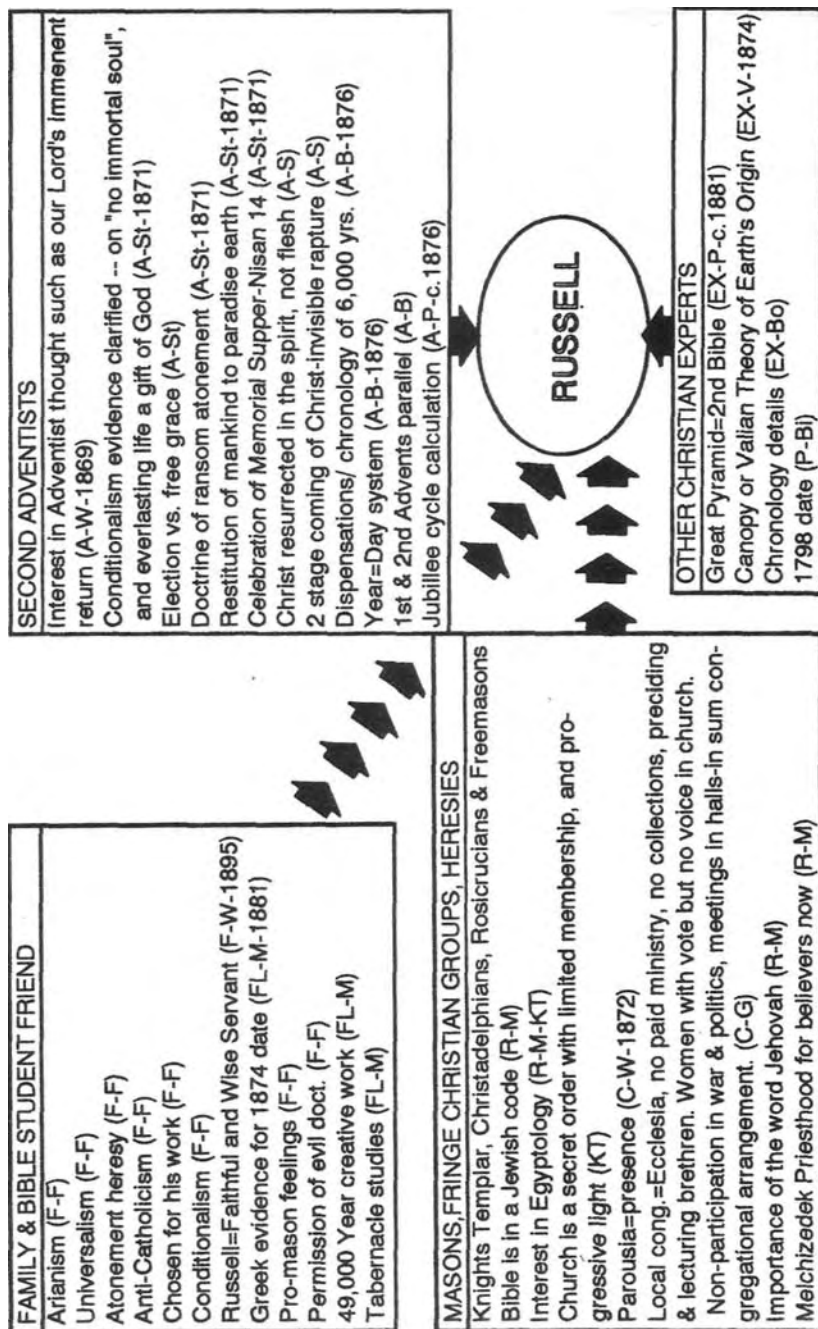 FAMILY & BIBLE STUDENT FRIEND
Arianism (F-F)
Universalism (F-F)
Atonement heresy (F-F)
Anti-Catholicism (F-F)
Chosen for his work (F-F)
Conditionalism (F-F)
Russell=Faithful and Wise Servant (F-W-1895)
Greek evidence for 1874 date (FL-M-1881)
Pro-mason feelings (F-F)
Permission of evil doct. (F-F)
49,000 Year creative work (FL-M)
Tabernacle studies (FL-M)
SECOND ADVENTISTS
Interest in Adventist thought such as our Lord's immenent
return (A-W-1869)
Conditionalism evidence clarified -- on "no immortal soul",
and everlasting life a gift of God (A-St-1871)
Election vs. free grace (A-St)
Doctrine of ransom atonement (A-St-1871)
Restitution of mankind to paradise earth (A-St-1871)
Celebration of Memorial Supper-Nisan 14 (A-St-1871)
Christ resurrected in the spirit, not flesh (A-S)
2 stage coming of Christ-invisible rapture (A-S)
Dispensations/ chronology of 6,000 yrs. (A-B-1876)
Year=Day system (A-B-1876)
1st & 2nd Advents parallel (A-B)
Jubillee cycle calculation (A-P-c.1876)
MASONS,FRINGE CHRISTIAN GROUPS, HERESIES
Knights Templar, Christadelphians, Rosicrucians & Freemasons
Bible is in a Jewish code (R-M)
Interest in Egyptology (R-M-KT)
Church is a secret order with limited membership, and pro-
gressive light (KT)
Parousia=presence (C-W-1872)
Local cong.=Ecclesia, no paid ministry, no collections, preciding
& lecturing brethren. Women with vote but no voice in church.
Non-participation in war & politics, meetings in halls-in sum con-
gregational arrangement. (C-G)
Importance of the word Jehovah (R-M)
Melchizedek Priesthood for believers now (R-M)
RUSSELL
OTHER CHRISTIAN EXPERTS
Great Pyramid=2nd Bible (EX-P-c.1881)
Canopy or Valian Theory of Earth's Origin (EX-V-1874)
Chronology details (EX-Bo)
1798 date (P-Bi)